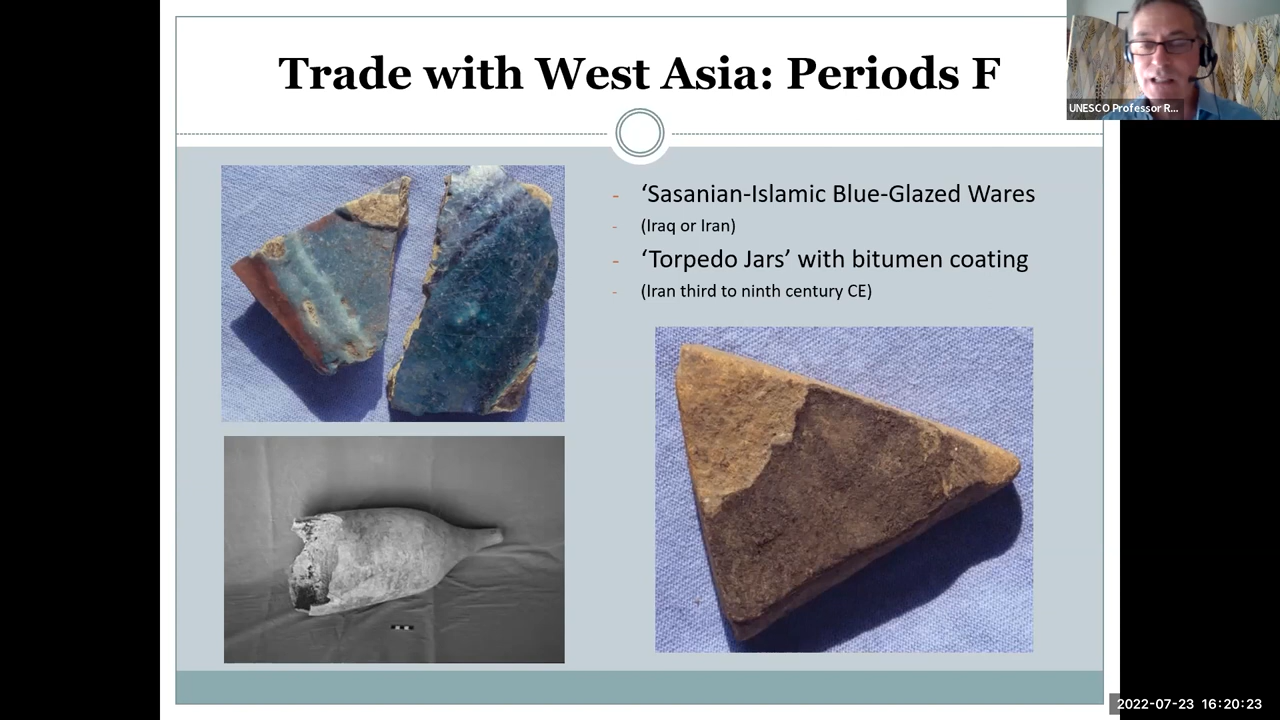 Trade with West Asia: Periods F
UNESCO Professor R...
- ‘Sasanian-Islamic Blue-Glazed Wares
- (Iraq or Iran)
- ‘Torpedo Jars’ with bitumen coating
- (Iran third to ninth century CE)
2022-07-23 16:20:23